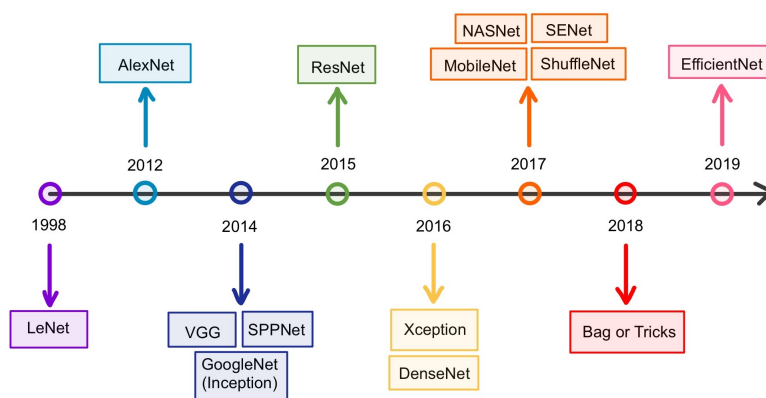 NASNet
SENet
AlexNet
ResNet
MobileNet
ShuffleNet
EfficientNet
2012
2015
2017
2019
1998
2014
2016
2018
LeNet
VGG
SPPNet
GoogleNet
(Inception)
Xception
DenseNet
Bag or Tricks